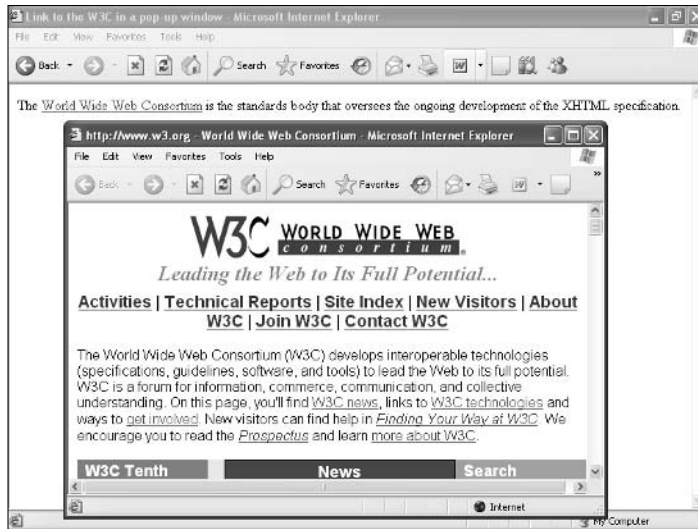 Link to the W3C in a pop-up window - Microsoft Internet Explorer
File Edit View Favorites Tools Help
Back Search Favorites
The World Wide Web Consortium is the standards body that oversees the ongoing development of the XHTML specification.
http://www.w3.org - World Wide Web Consortium - Microsoft Internet Explorer
File Edit View Favorites Tools Help
Back Search Favorites
W3C WORLD WIDE WEB
consortium
Leading the Web to Its Full Potential...
Activities | Technical Reports | Site Index | New Visitors | About
W3C | Join W3C | Contact W3C
The World Wide Web Consortium (W3C) develops interoperable technologies
(specifications, guidelines, software, and tools) to lead the Web to its full potential.
W3C is a forum for information, commerce, communication, and collective
understanding. On this page, you'll find W3C news, links to W3C technologies and
ways to get involved. New visitors can find help in Finding Your Way at W3C. We
encourage you to read the Prospectus and learn more about W3C.
W3C Tenth News Search
Internet
My Computer